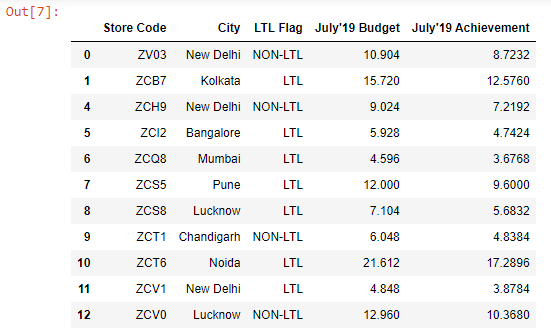 Out[7]:
Store Code City LTL Flag July'19 Budget July'19 Achievement
0 ZV03 New Delhi NON-LTL 10.904 8.7232
1 ZCB7 Kolkata LTL 15.720 12.5760
4 ZCH9 New Delhi NON-LTL 9.024 7.2192
5 ZCI2 Bangalore LTL 5.928 4.7424
6 ZCQ8 Mumbai LTL 4.596 3.6768
7 ZCS5 Pune LTL 12.000 9.6000
8 ZCS8 Lucknow LTL 7.104 5.6832
9 ZCT1 Chandigarh NON-LTL 6.048 4.8384
10 ZCT6 Noida LTL 21.612 17.2896
11 ZCV1 New Delhi LTL 4.848 3.8784
12 ZCV0 Lucknow NON-LTL 12.960 10.3680